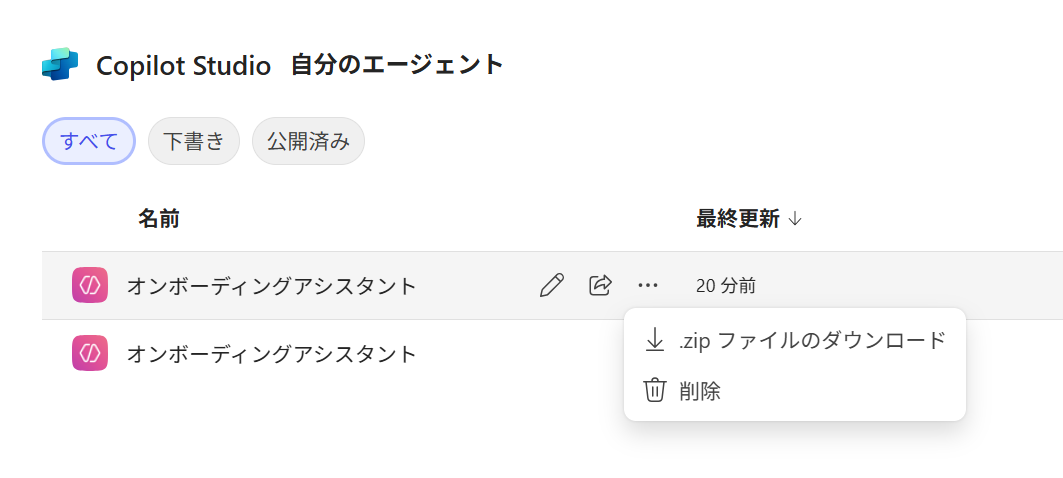 Copilot Studio 自分のエージェント
すべて 下書き 公開済み
名前 最終更新
オンボーディングアシスタント 20 分前
オンボーディングアシスタント
.zip ファイルのダウンロード
削除